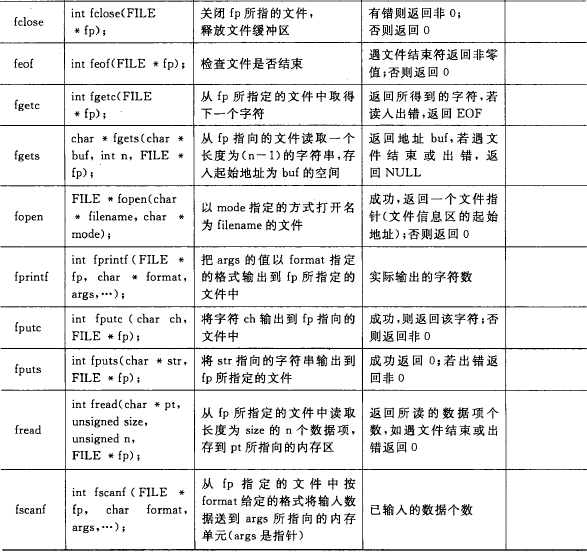 fclose
int fclose(FILE
* fp);
关闭 fp 所指的文件，
释放文件缓冲区
有错则返回非 0；
否则返回 0
feof
int feof(FILE * fp);
检查文件是否结束
遇文件结束符返回非零
值；否则返回 0
fgetc
int fgetc(FILE
* fp);
从 fp 所指定的文件中取得
下一个字符
返回所得到的字符，若
读入出错，返回 EOF
fgets
char * fgets(char *
buf, int n, FILE *
fp);
从 fp 指向的文件读取一个
长度为(n－1)的字符串，存
入起始地址为 buf 的空间
返回地址 buf，若遇文
件结束或出错，返
回 NULL
fopen
FILE * fopen(char
* filename, char *
mode);
以 mode 指定的方式打开名
为 filename 的文件
成功，返回一个文件指
针(文件信息区的起始
地址)；否则返回 0
fprintf
int fprintf(FILE *
fp, char * format,
args,…);
把 args 的值以 format 指定
的格式输出到 fp 所指定的
文件中
实际输出的字符数
fputc
int fputc (char ch,
FILE * fp);
将字符 ch 输出到 fp 指向的
文件中
成功，则返回该字符；否
则返回非 0
fputs
int fputs(char * str,
FILE * fp);
将 str 指向的字符串输出到
fp 所指定的文件
成功返回 0；若出错返
回非 0
fread
int fread(char * pt,
unsigned size,
unsigned n,
FILE * fp);
从 fp 所指定的文件中读取
长度为 size 的 n 个数据项，
存到 pt 所指向的内存区
返回所读的数据项个
数，如遇文件结束或出
错返回 0
fscanf
int fscanf (FILE *
fp, char format,
args,…);
从 fp 指定的文件中按
format 给定的格式将输入数
据送到 args 所指向的内存
单元(args 是指针)
已输入的数据个数